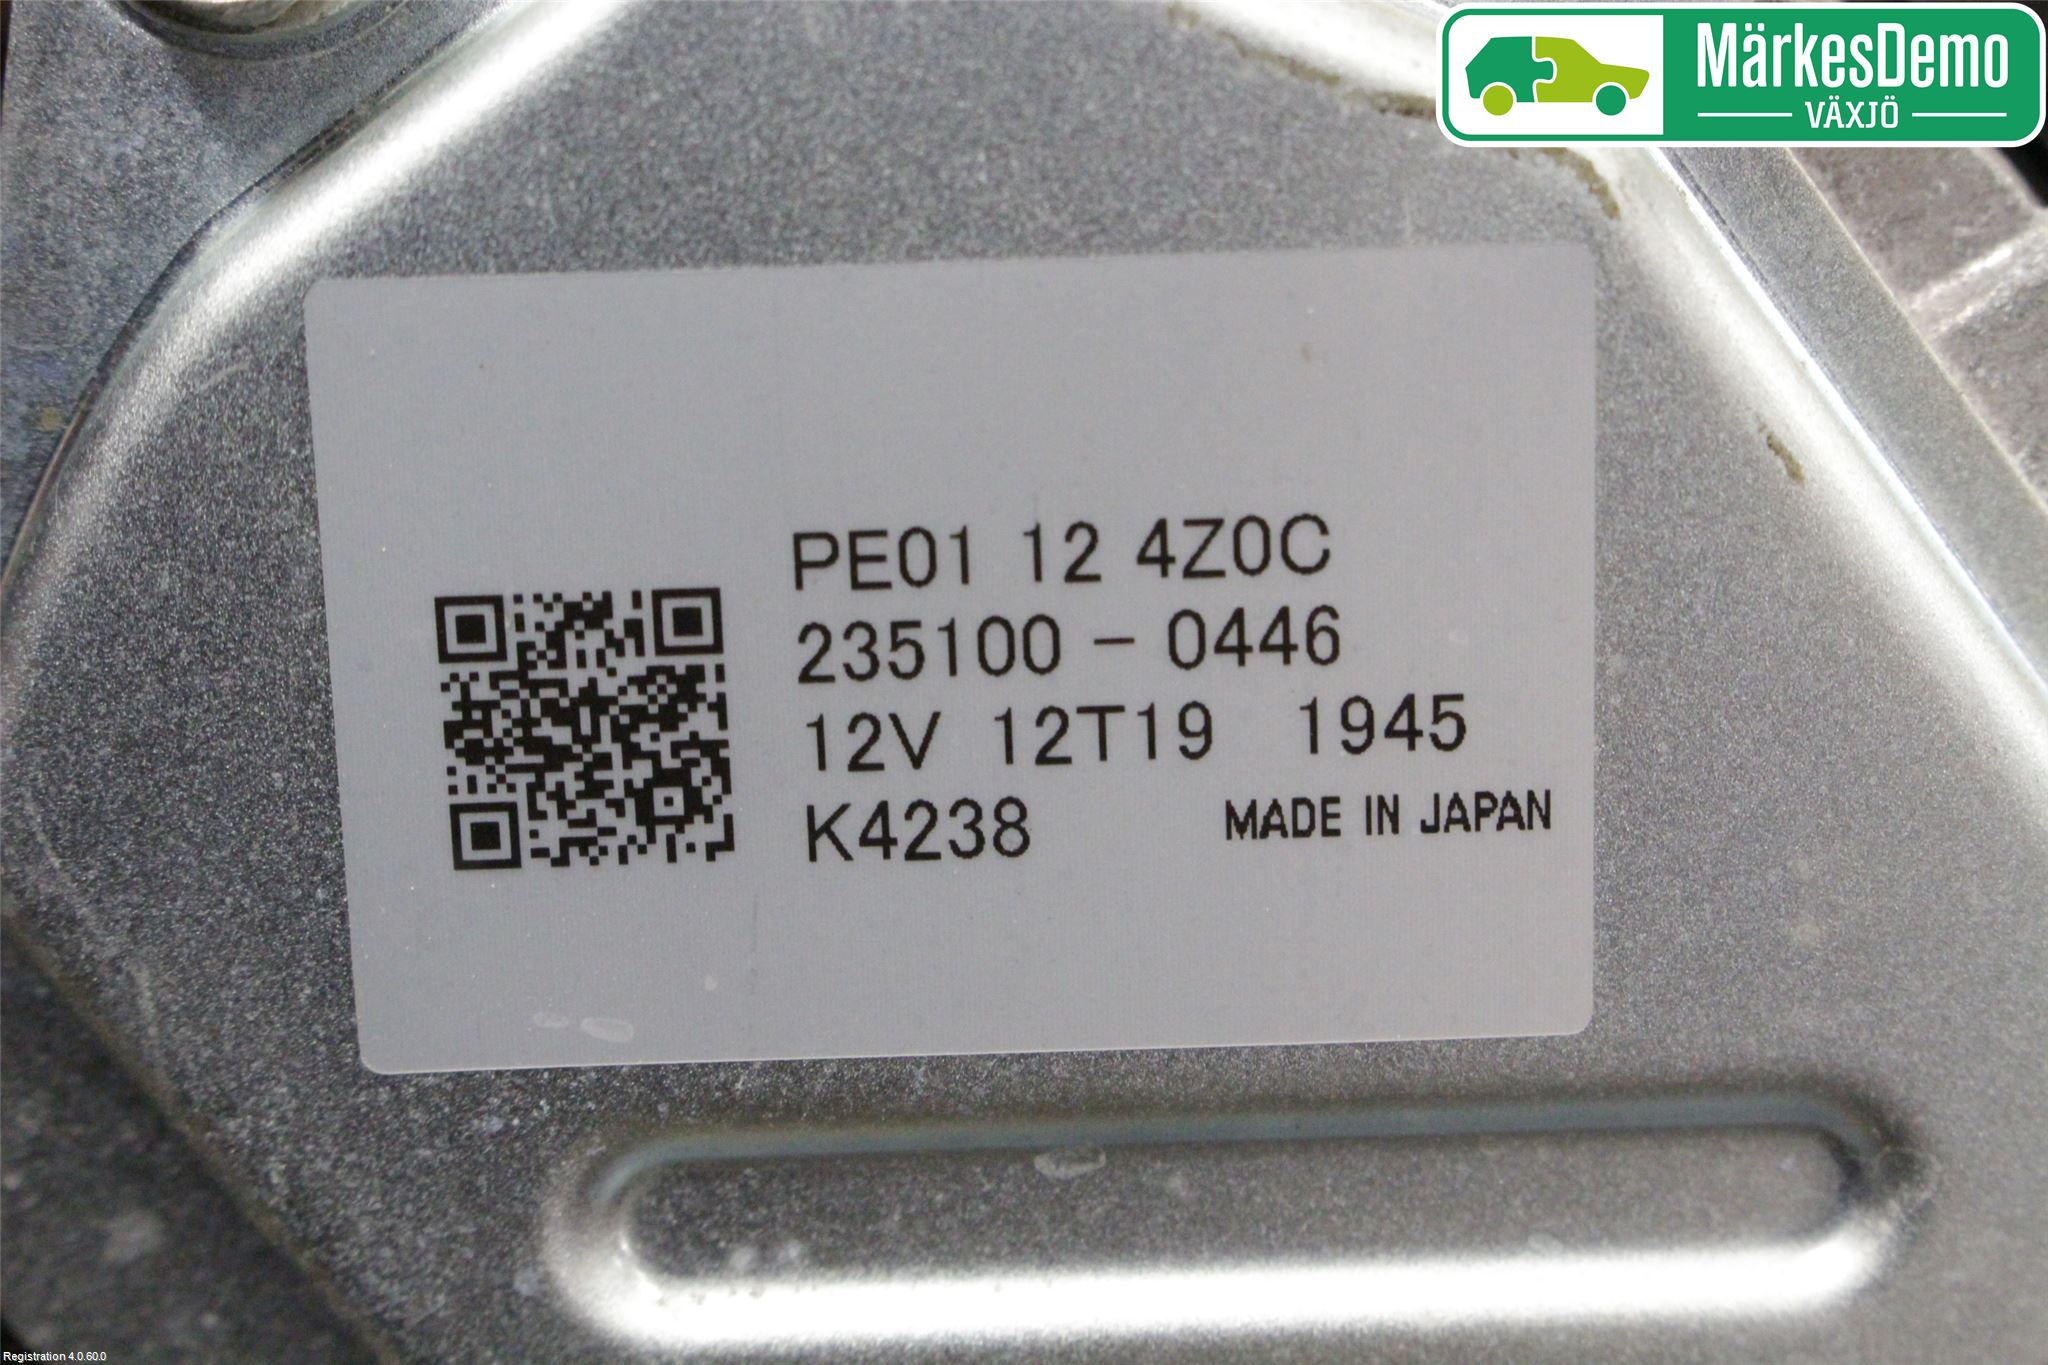 MärkesDemo
VÄXJÖ
PE01 12 4Z0C
235100 - 0446
12V 12T19 1945
K4238 MADE IN JAPAN
Registration 4.0.60.0